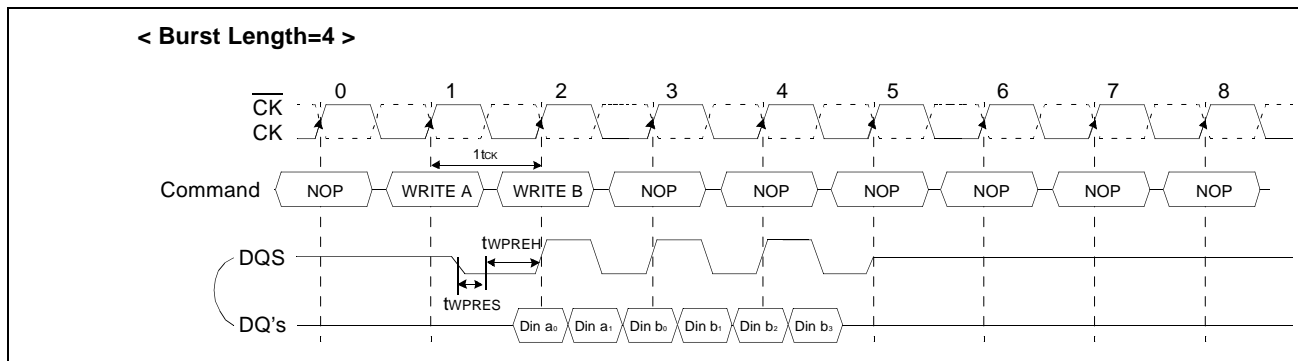 < Burst Length=4 >
0 1 2 3 4 5 6 7 8
CK
CK
1tCK
Command NOP WRITE A WRITE B NOP NOP NOP NOP NOP NOP
tWPREH
DQS
tWPRES
DQ's Din a0 Din a1 Din b0 Din b1 Din b2 Din b3